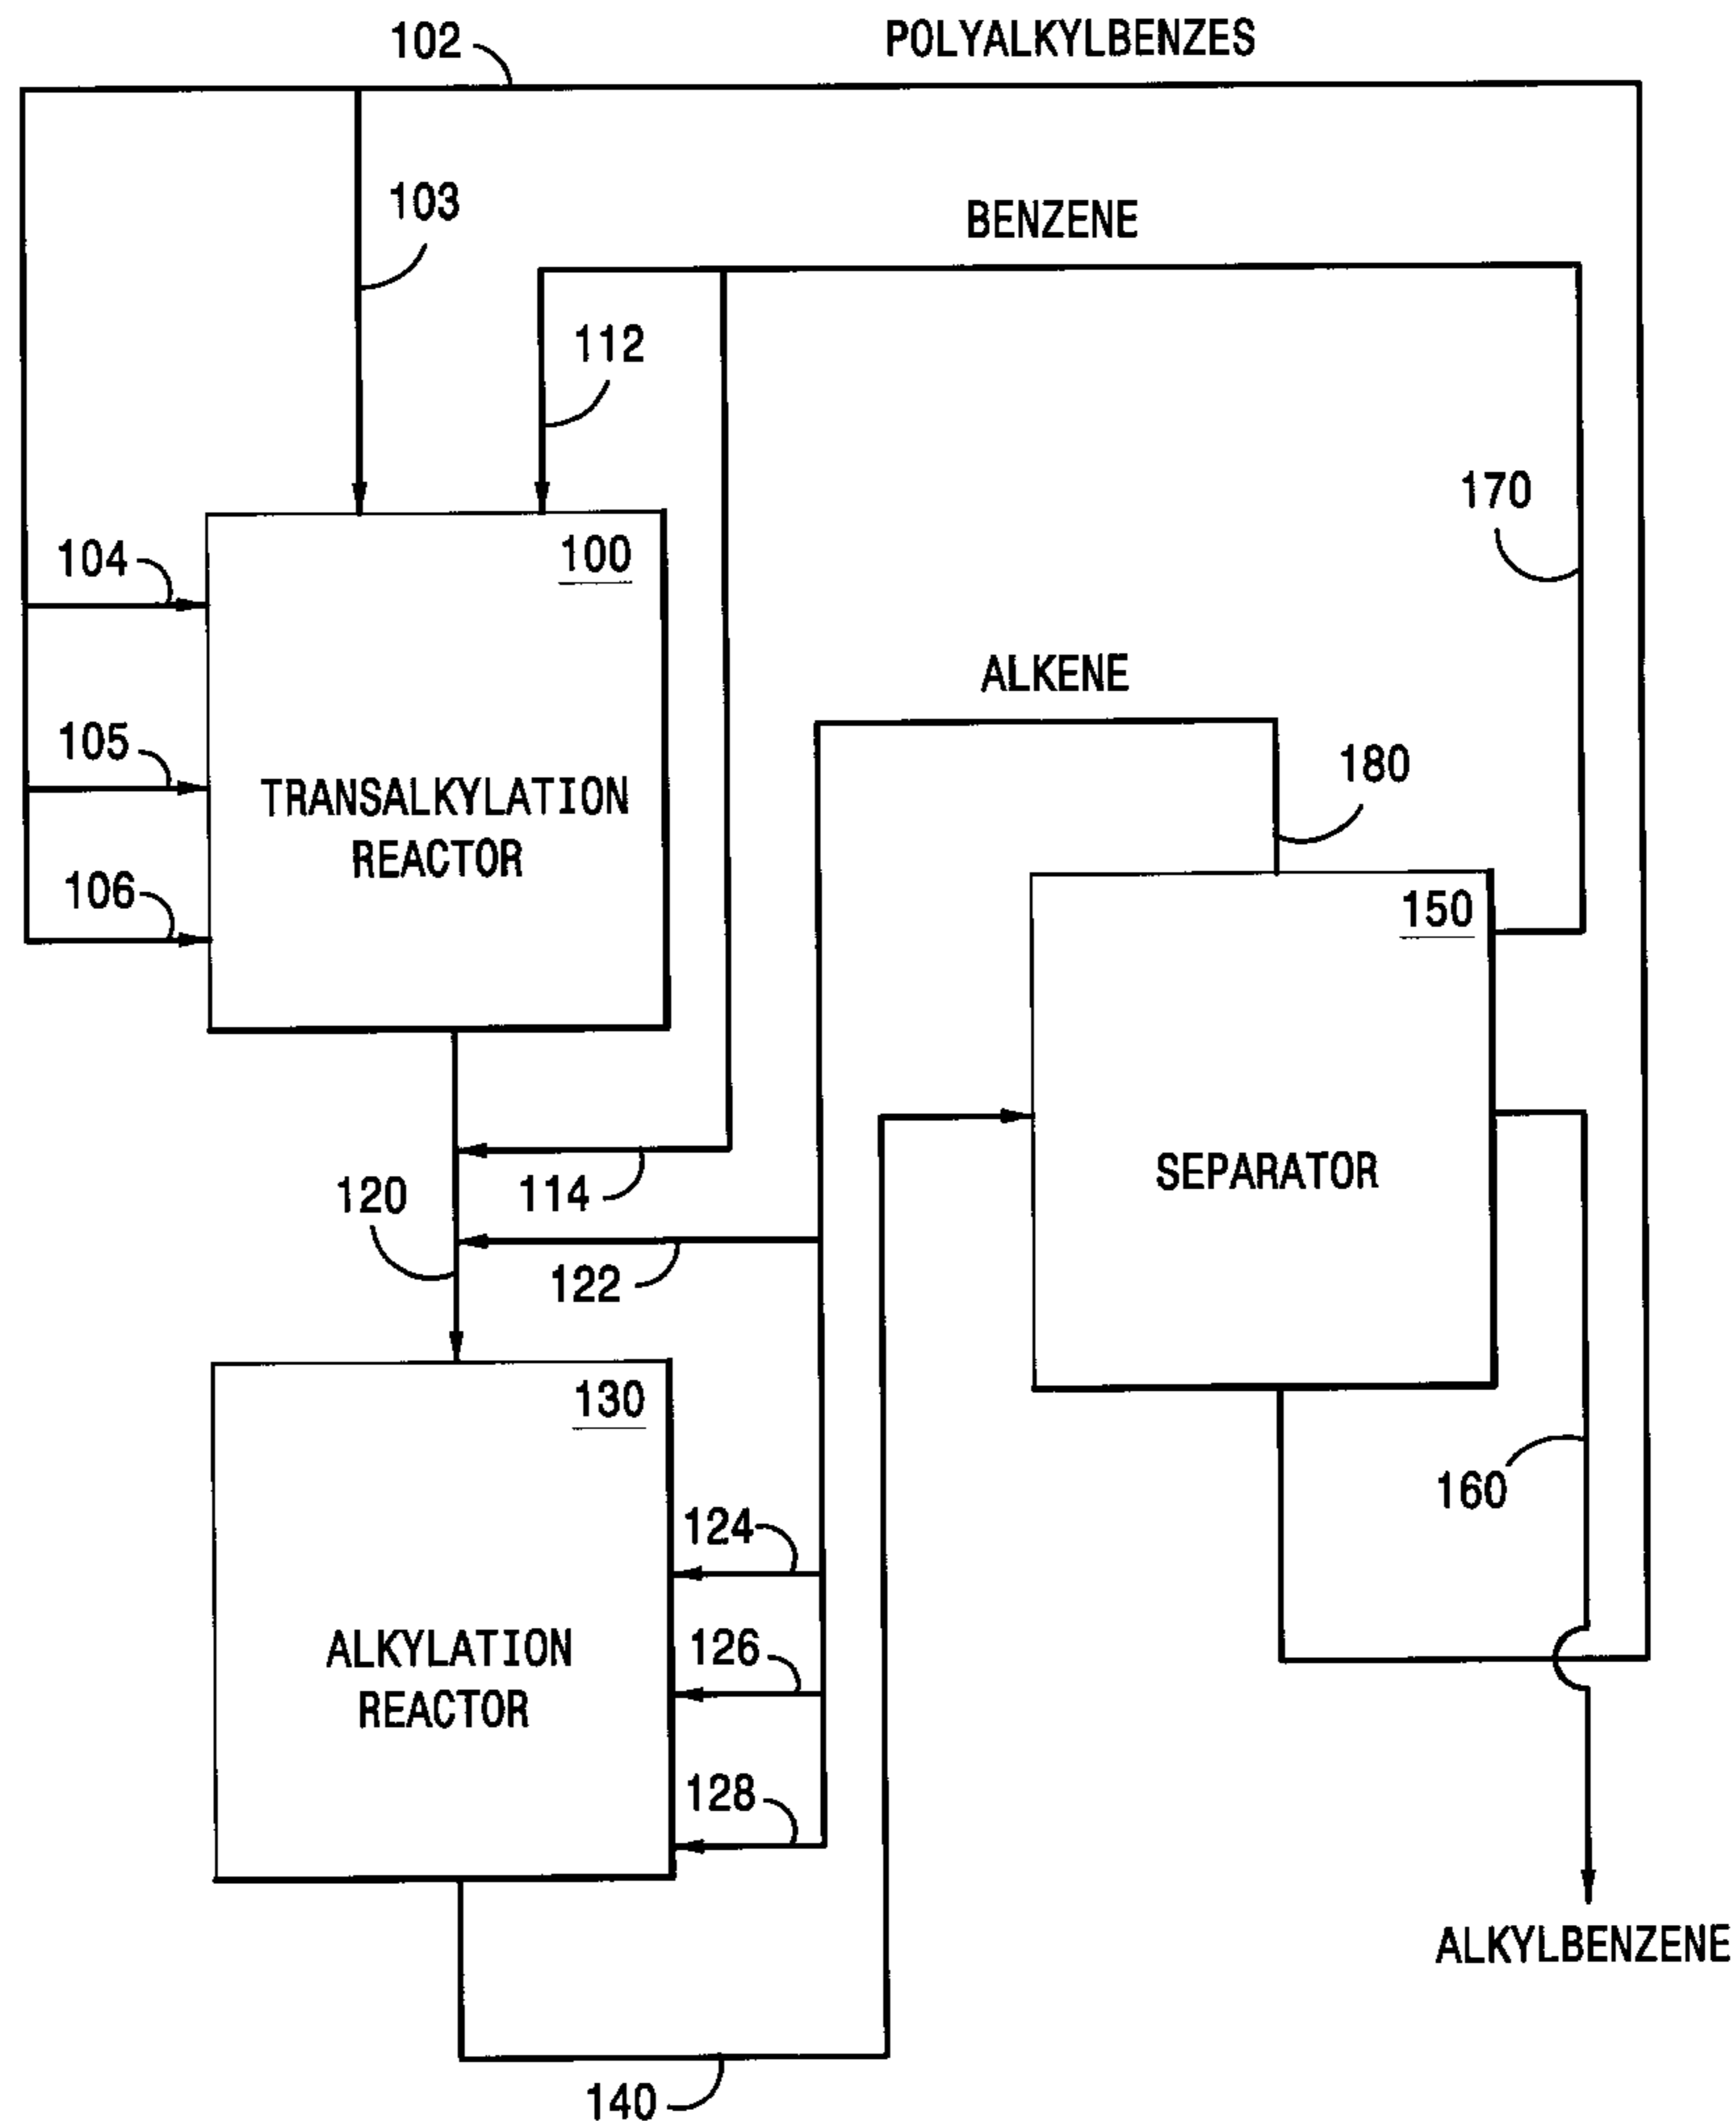 102
POLYALKYLBENZES
103
BENZENE
112
170
104
100
ALKENE
105
180
TRANSALKYLATION
REACTOR
106
150
114
SEPARATOR
120
122
130
160
124
ALKYLATION
REACTOR
126
128
ALKYLBENZENE
140